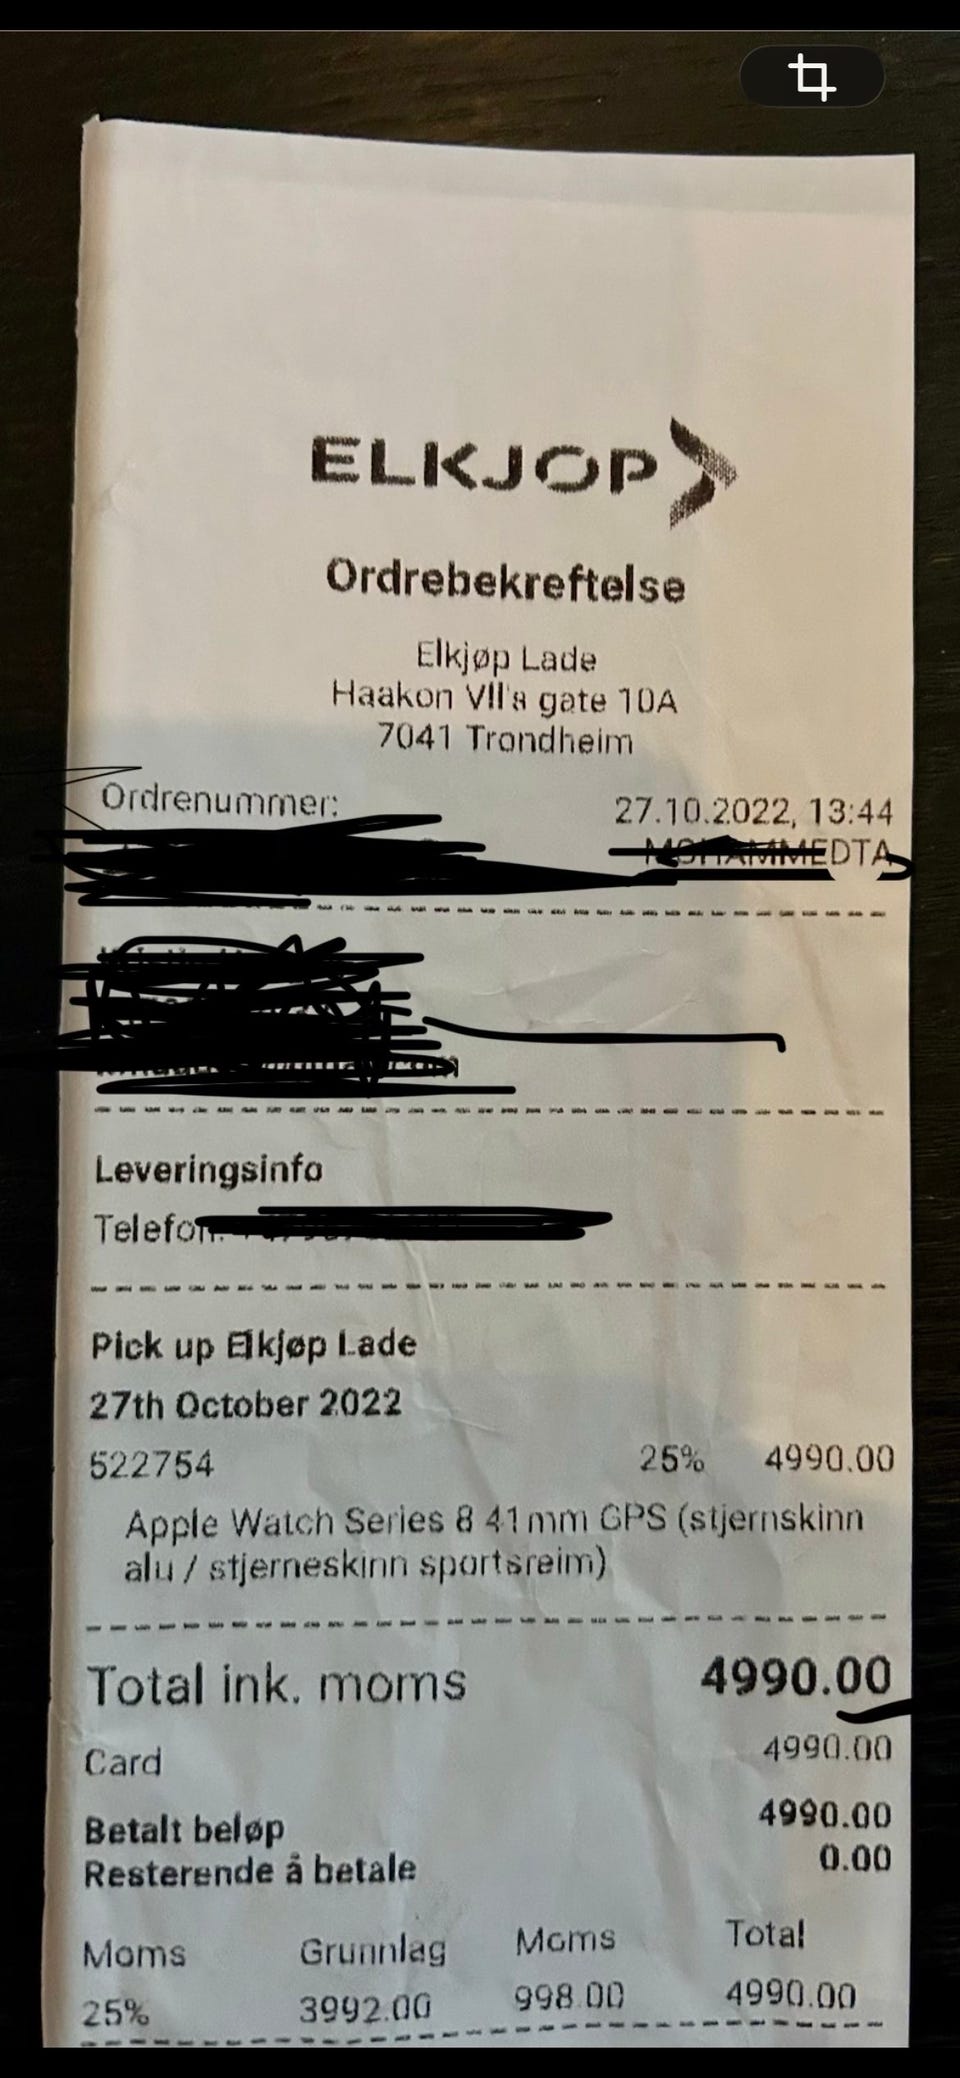 ELKJOP
Ordrebekreftelse
Elkjøp Lade
Haakon VII's gate 10A
7041 Trondheim
Ordrenummer:
27.10.2022, 13:44
Leveringsinfo
Telefon:
Pick up Elkjøp Lade
27th October 2022
522754 25% 4990.00
Apple Watch Series 8 41mm GPS (stjernskinn
alu / stjerneskinn sportsreim)
Total ink. moms 4990.00
Card 4990.00
Betalt beløp 4990.00
Resterende å betale 0.00
Moms Grunnlag Moms Total
25% 3992.00 998.00 4990.00